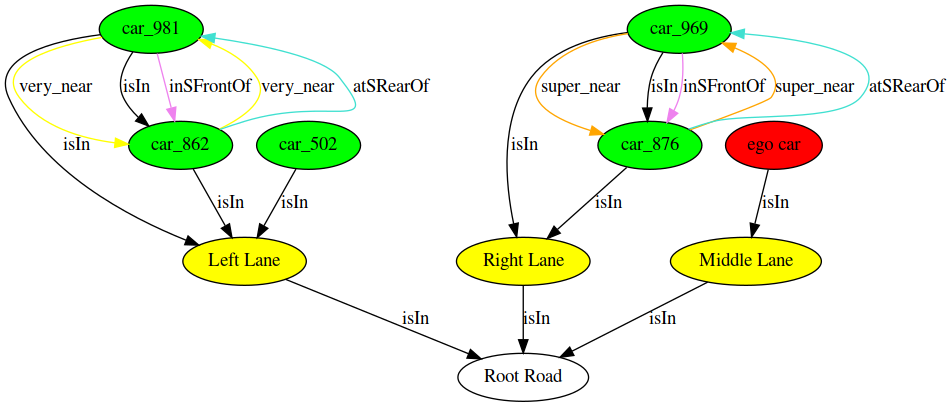 car_981
car_969
very_near
isIn
inSFrontOf
very_near
atSRearOf
super_near
isIn
inSFrontOf
super_near
atSRearOf
isIn
car_862
car_502
isIn
car_876
ego car
isIn
isIn
isIn
isIn
Left Lane
Right Lane
Middle Lane
isIn
isIn
isIn
Root Road